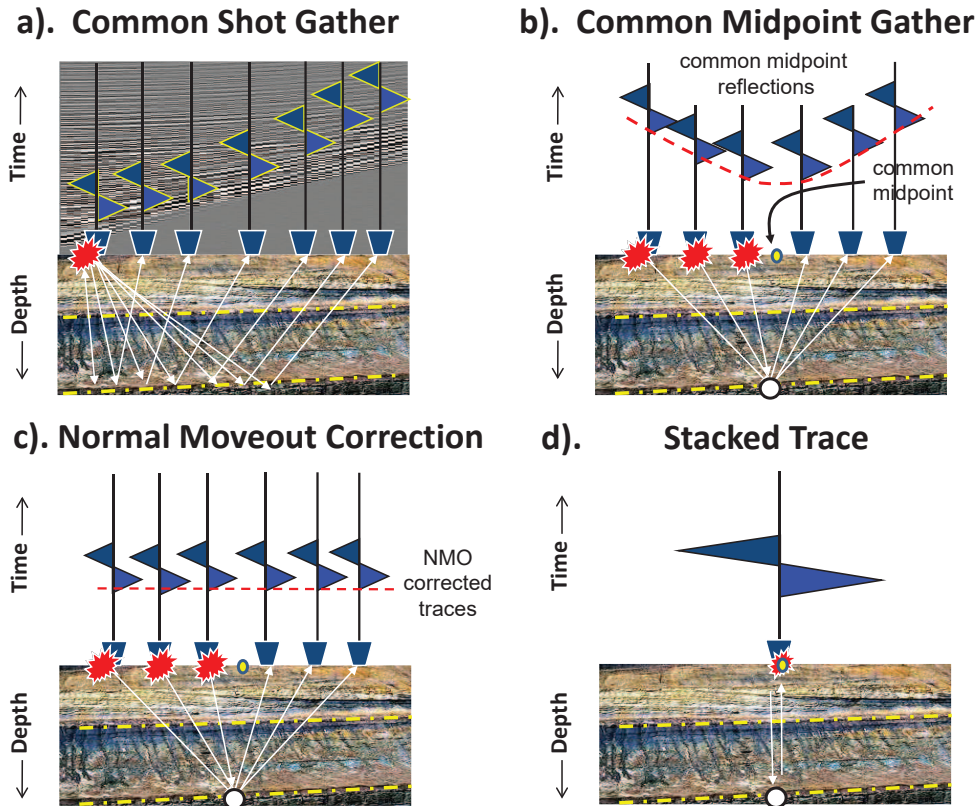 a). Common Shot Gather
Time
Depth
b). Common Midpoint Gather
common midpoint
reflections
common
midpoint
Time
Depth
c). Normal Moveout Correction
NMO
corrected
traces
Time
Depth
d). Stacked Trace
Time
Depth